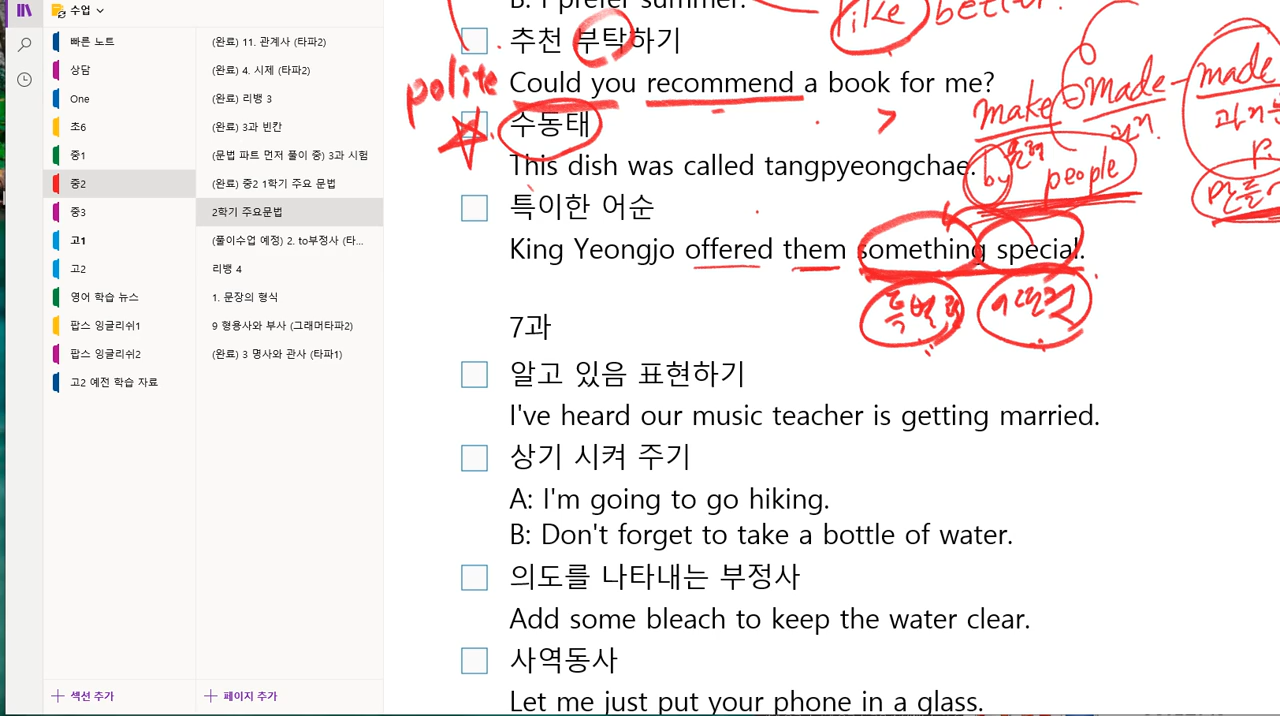 수업
빠른 노트
상담
One
초6
중1
중2
중3
고1
고2
영어 학습 뉴스
팝스 잉글리쉬1
팝스 잉글리쉬2
고2 예전 학습 자료
섹션 추가
(완료) 11. 관계사 (타파2)
(완료) 4. 시제 (타파2)
(완료) 리뱅 3
(완료) 3과 빈칸
(문법 파트 먼저 풀이 중) 3과 시험
(완료) 중2 1학기 주요 문법
2학기 주요문법
(풀이수업 예정) 2. to부정사 (타...
리뱅 4
1. 문장의 형식
9 형용사와 부사 (그래머타파2)
(완료) 3 명사와 관사 (타파1)
페이지 추가
B: I prefer summer.
like better.
추천 부탁하기
polite
Could you recommend a book for me?
make made made
과거
수동태
This dish was called tangpyeongchae.
by people
특이한 어순
King Yeongjo offered them something special.
7과
알고 있음 표현하기
I've heard our music teacher is getting married.
상기 시켜 주기
A: I'm going to go hiking.
B: Don't forget to take a bottle of water.
의도를 나타내는 부정사
Add some bleach to keep the water clear.
사역동사
Let me just put your phone in a glass.